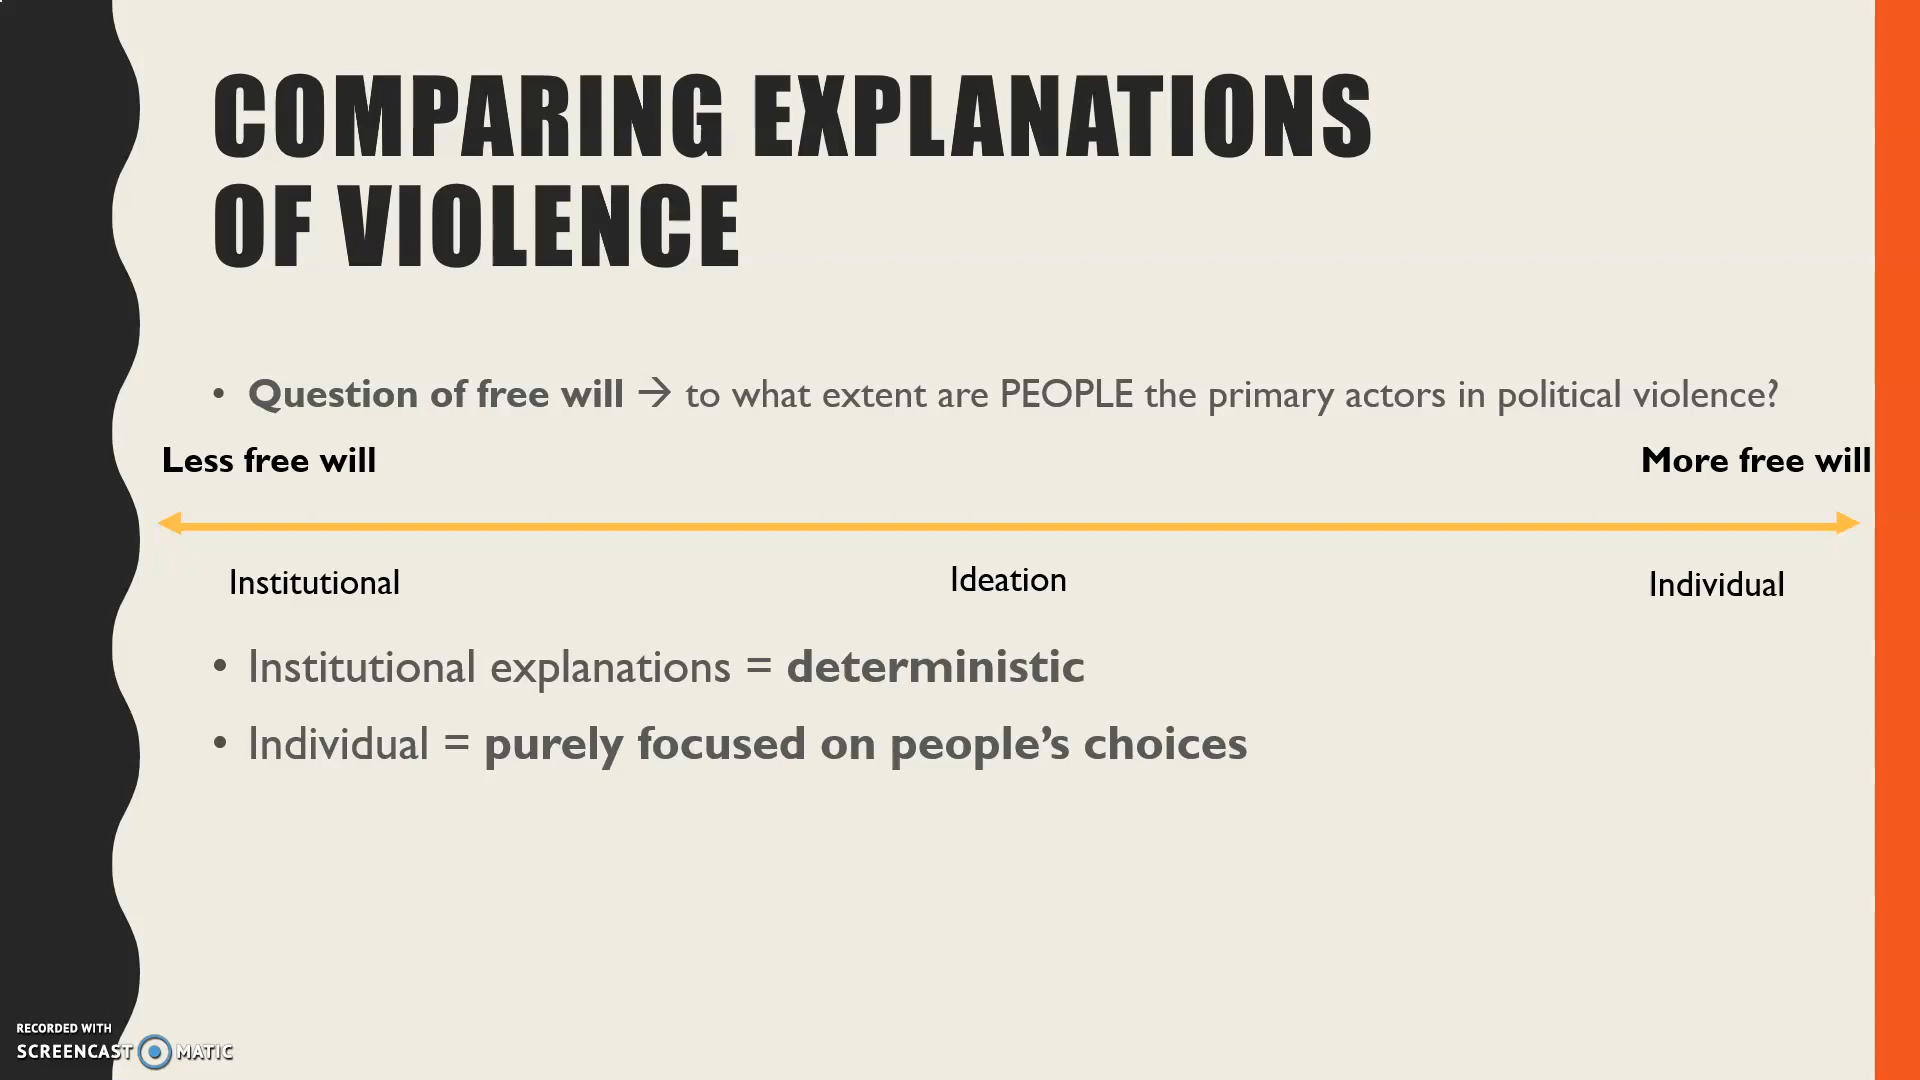 COMPARING EXPLANATIONS
OF VIOLENCE
• Question of free will → to what extent are PEOPLE the primary actors in political violence?
Less free will
More free will
Institutional
Ideation
Individual
• Institutional explanations = deterministic
• Individual = purely focused on people’s choices
RECORDED WITH
SCREENCAST MATIC